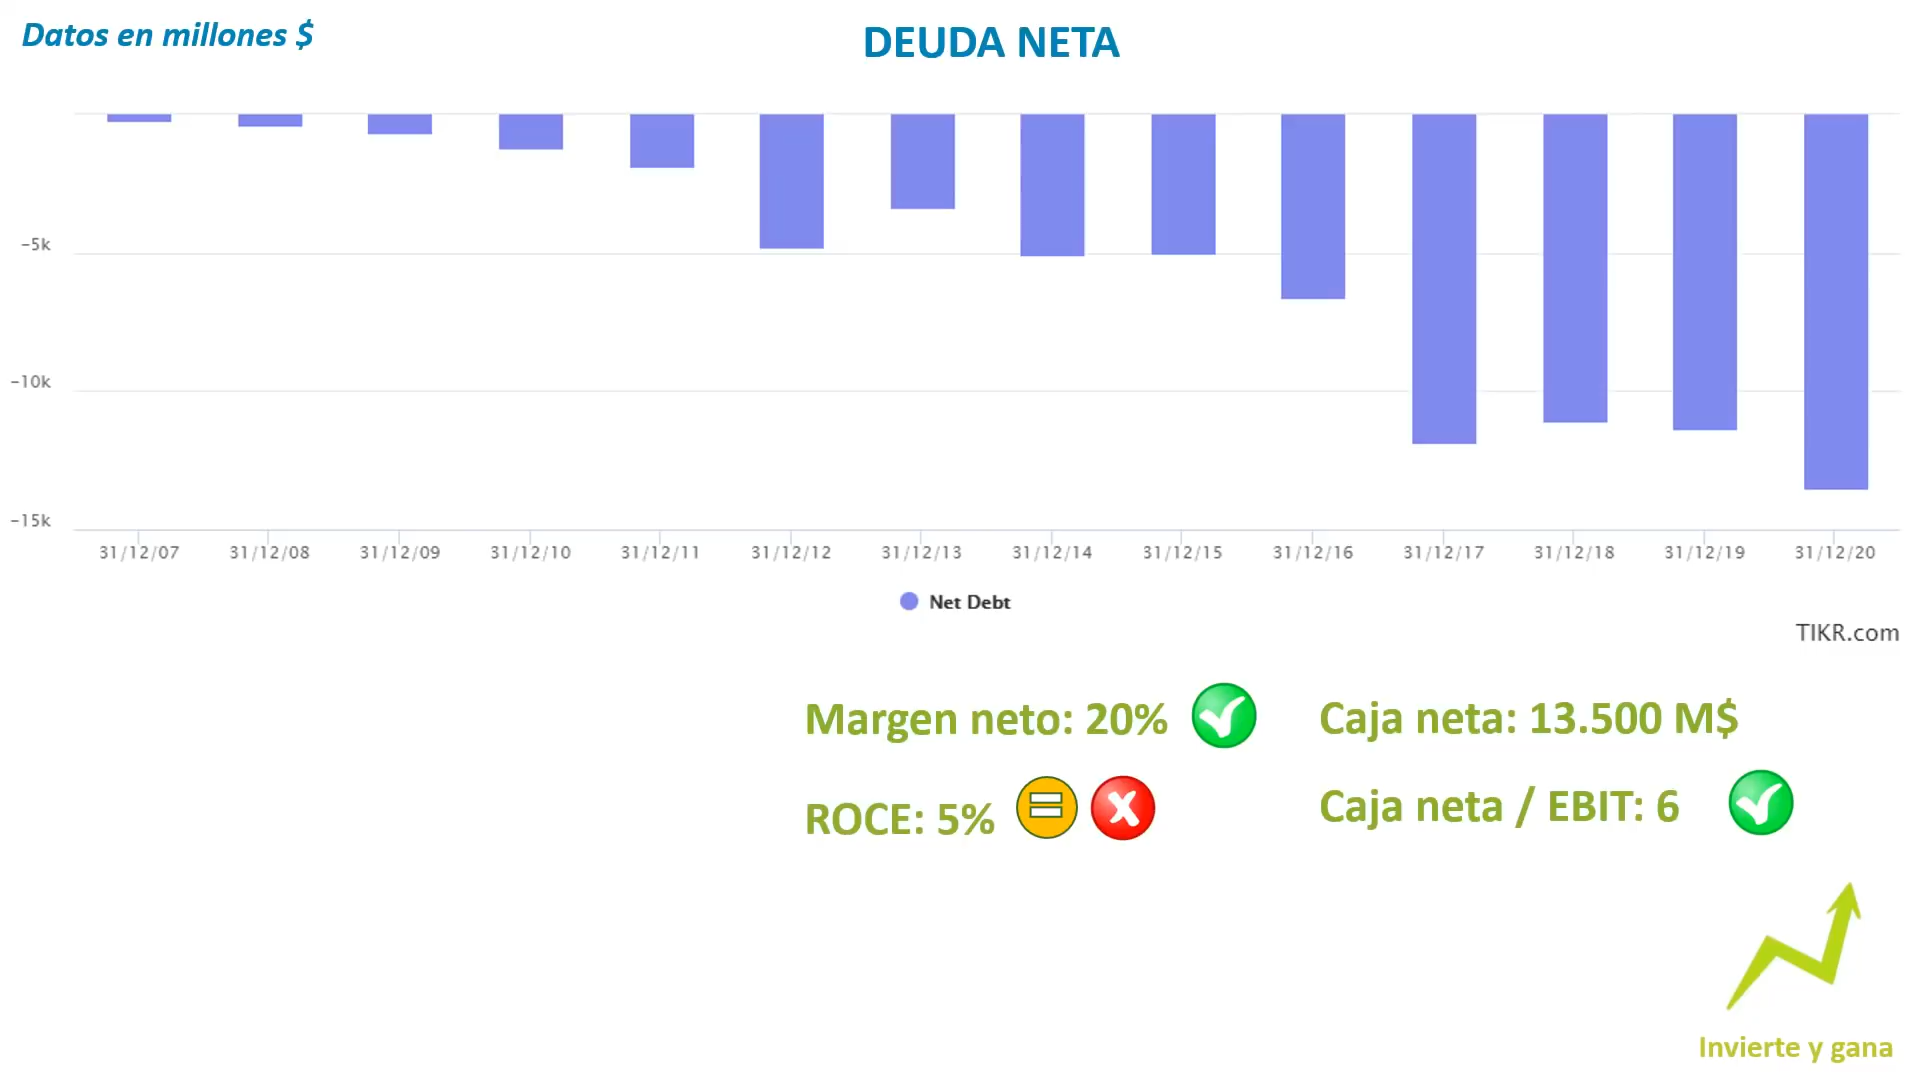 Datos en millones $
DEUDA NETA
-5k
-10k
-15k
31/12/07 31/12/08 31/12/09 31/12/10 31/12/11 31/12/12 31/12/13 31/12/14 31/12/15 31/12/16 31/12/17 31/12/18 31/12/19 31/12/20
Net Debt
TIKR.com
Margen neto: 20%
Caja neta: 13.500 M$
ROCE: 5%
Caja neta / EBIT: 6
Invierte y gana